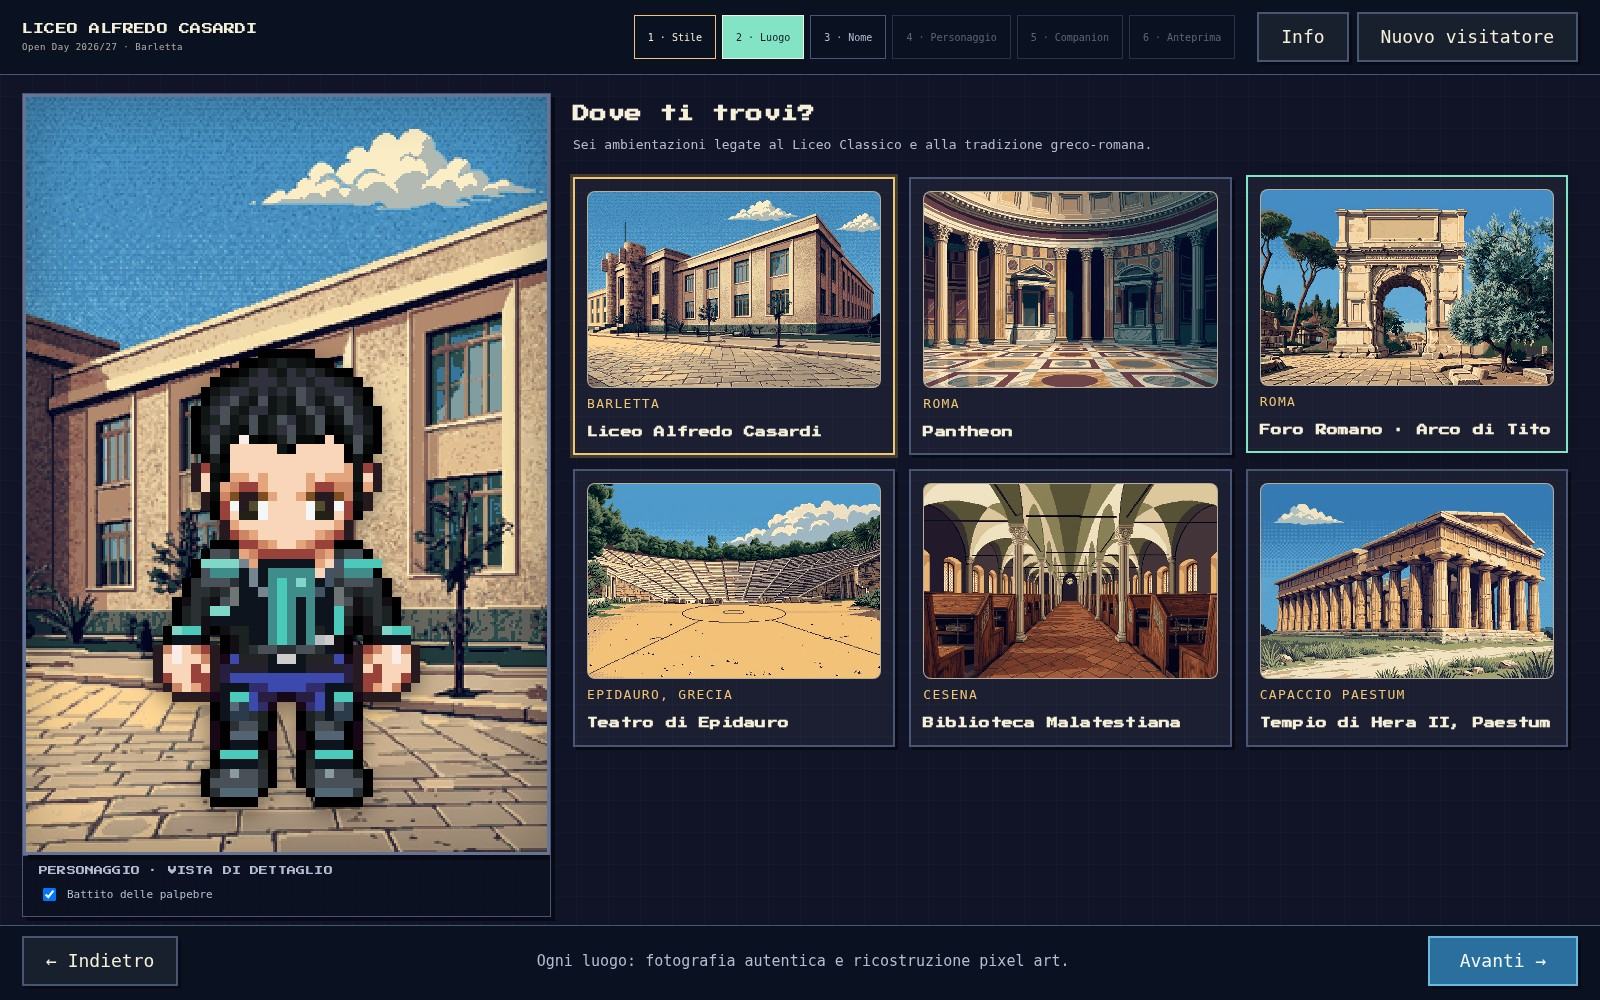 LICEO ALFREDO CASARDI
Open Day 2026/27 · Barletta
1 · Stile
2 · Luogo
3 · Nome
4 · Personaggio
5 · Companion
6 · Anteprima
Info
Nuovo visitatore
Dove ti trovi?
Sei ambientazioni legate al Liceo Classico e alla tradizione greco-romana.
BARLETTA
Liceo Alfredo Casardi
ROMA
Pantheon
ROMA
Foro Romano · Arco di Tito
EPIDAURO, GRECIA
Teatro di Epidauro
CESENA
Biblioteca Malatestiana
CAPACCIO PAESTUM
Tempio di Hera II, Paestum
PERSONAGGIO · VISTA DI DETTAGLIO
Battito delle palpebre
← Indietro
Ogni luogo: fotografia autentica e ricostruzione pixel art.
Avanti →